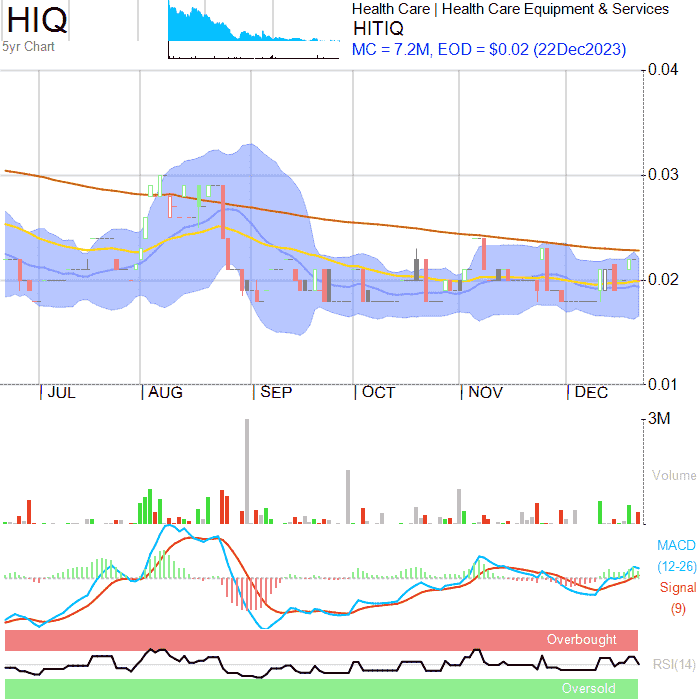 HIQ
5yr Chart
Health Care | Health Care Equipment & Services
HITIQ
MC = 7.2M, EOD = $0.02 (22Dec2023)
0.04
0.03
0.02
0.01
JUL
AUG
SEP
OCT
NOV
DEC
3M
Volume
MACD
(12-26)
Signal
(9)
Overbought
RSI(14)
Oversold